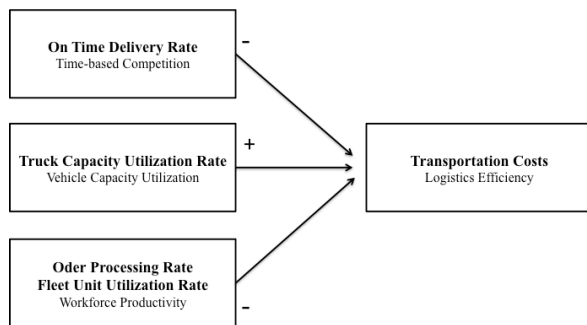 On Time Delivery Rate
Time-based Competition
-
+
Truck Capacity Utilization Rate
Vehicle Capacity Utilization
Transportation Costs
Logistics Efficiency
Oder Processing Rate
Fleet Unit Utilization Rate
Workforce Productivity
-